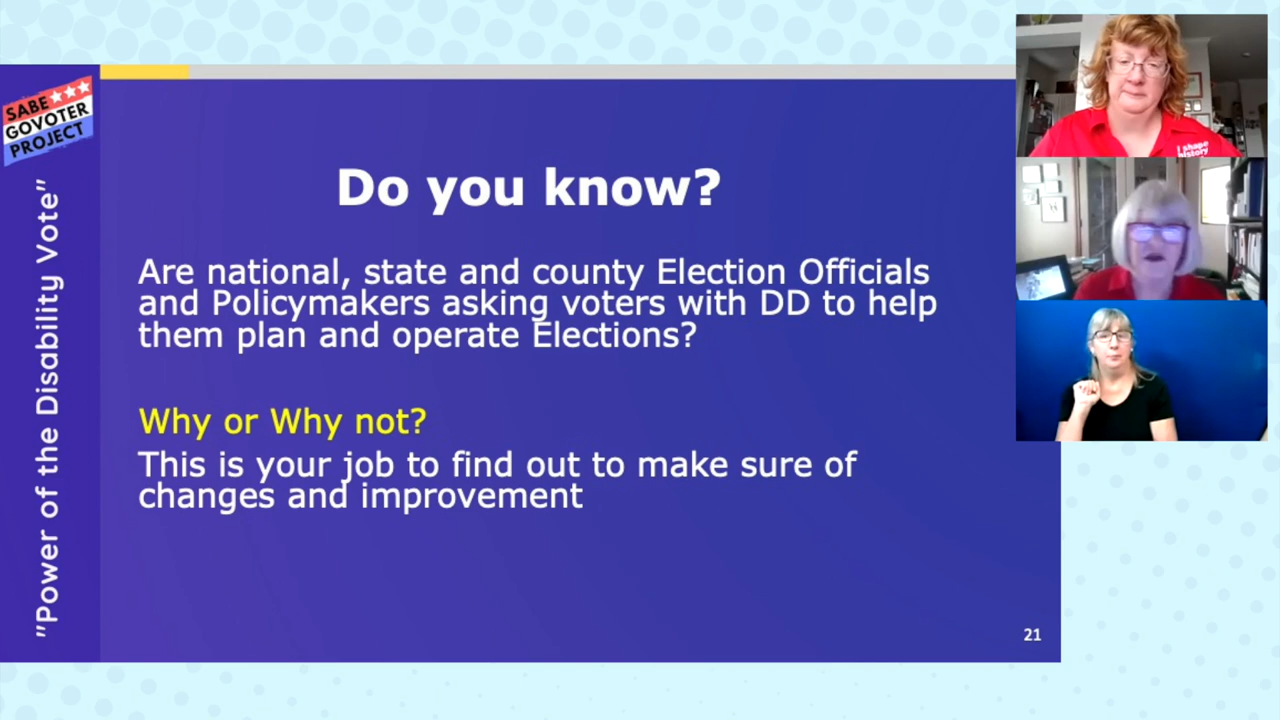 SABE
GOVOTER
PROJECT
"Power of the Disability Vote"
Do you know?
Are national, state and county Election Officials
and Policymakers asking voters with DD to help
them plan and operate Elections?
Why or Why not?
This is your job to find out to make sure of
changes and improvement
21
I shape
history